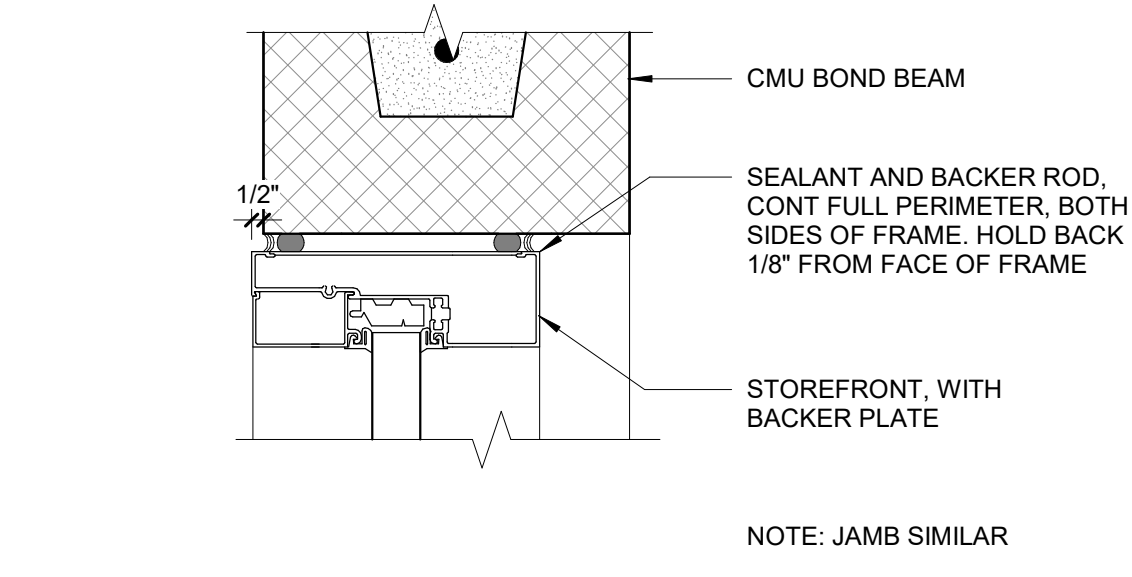 CMU BOND BEAM
1/2"
SEALANT AND BACKER ROD,
CONT FULL PERIMETER, BOTH
SIDES OF FRAME. HOLD BACK
1/8" FROM FACE OF FRAME
STOREFRONT, WITH
BACKER PLATE
NOTE: JAMB SIMILAR